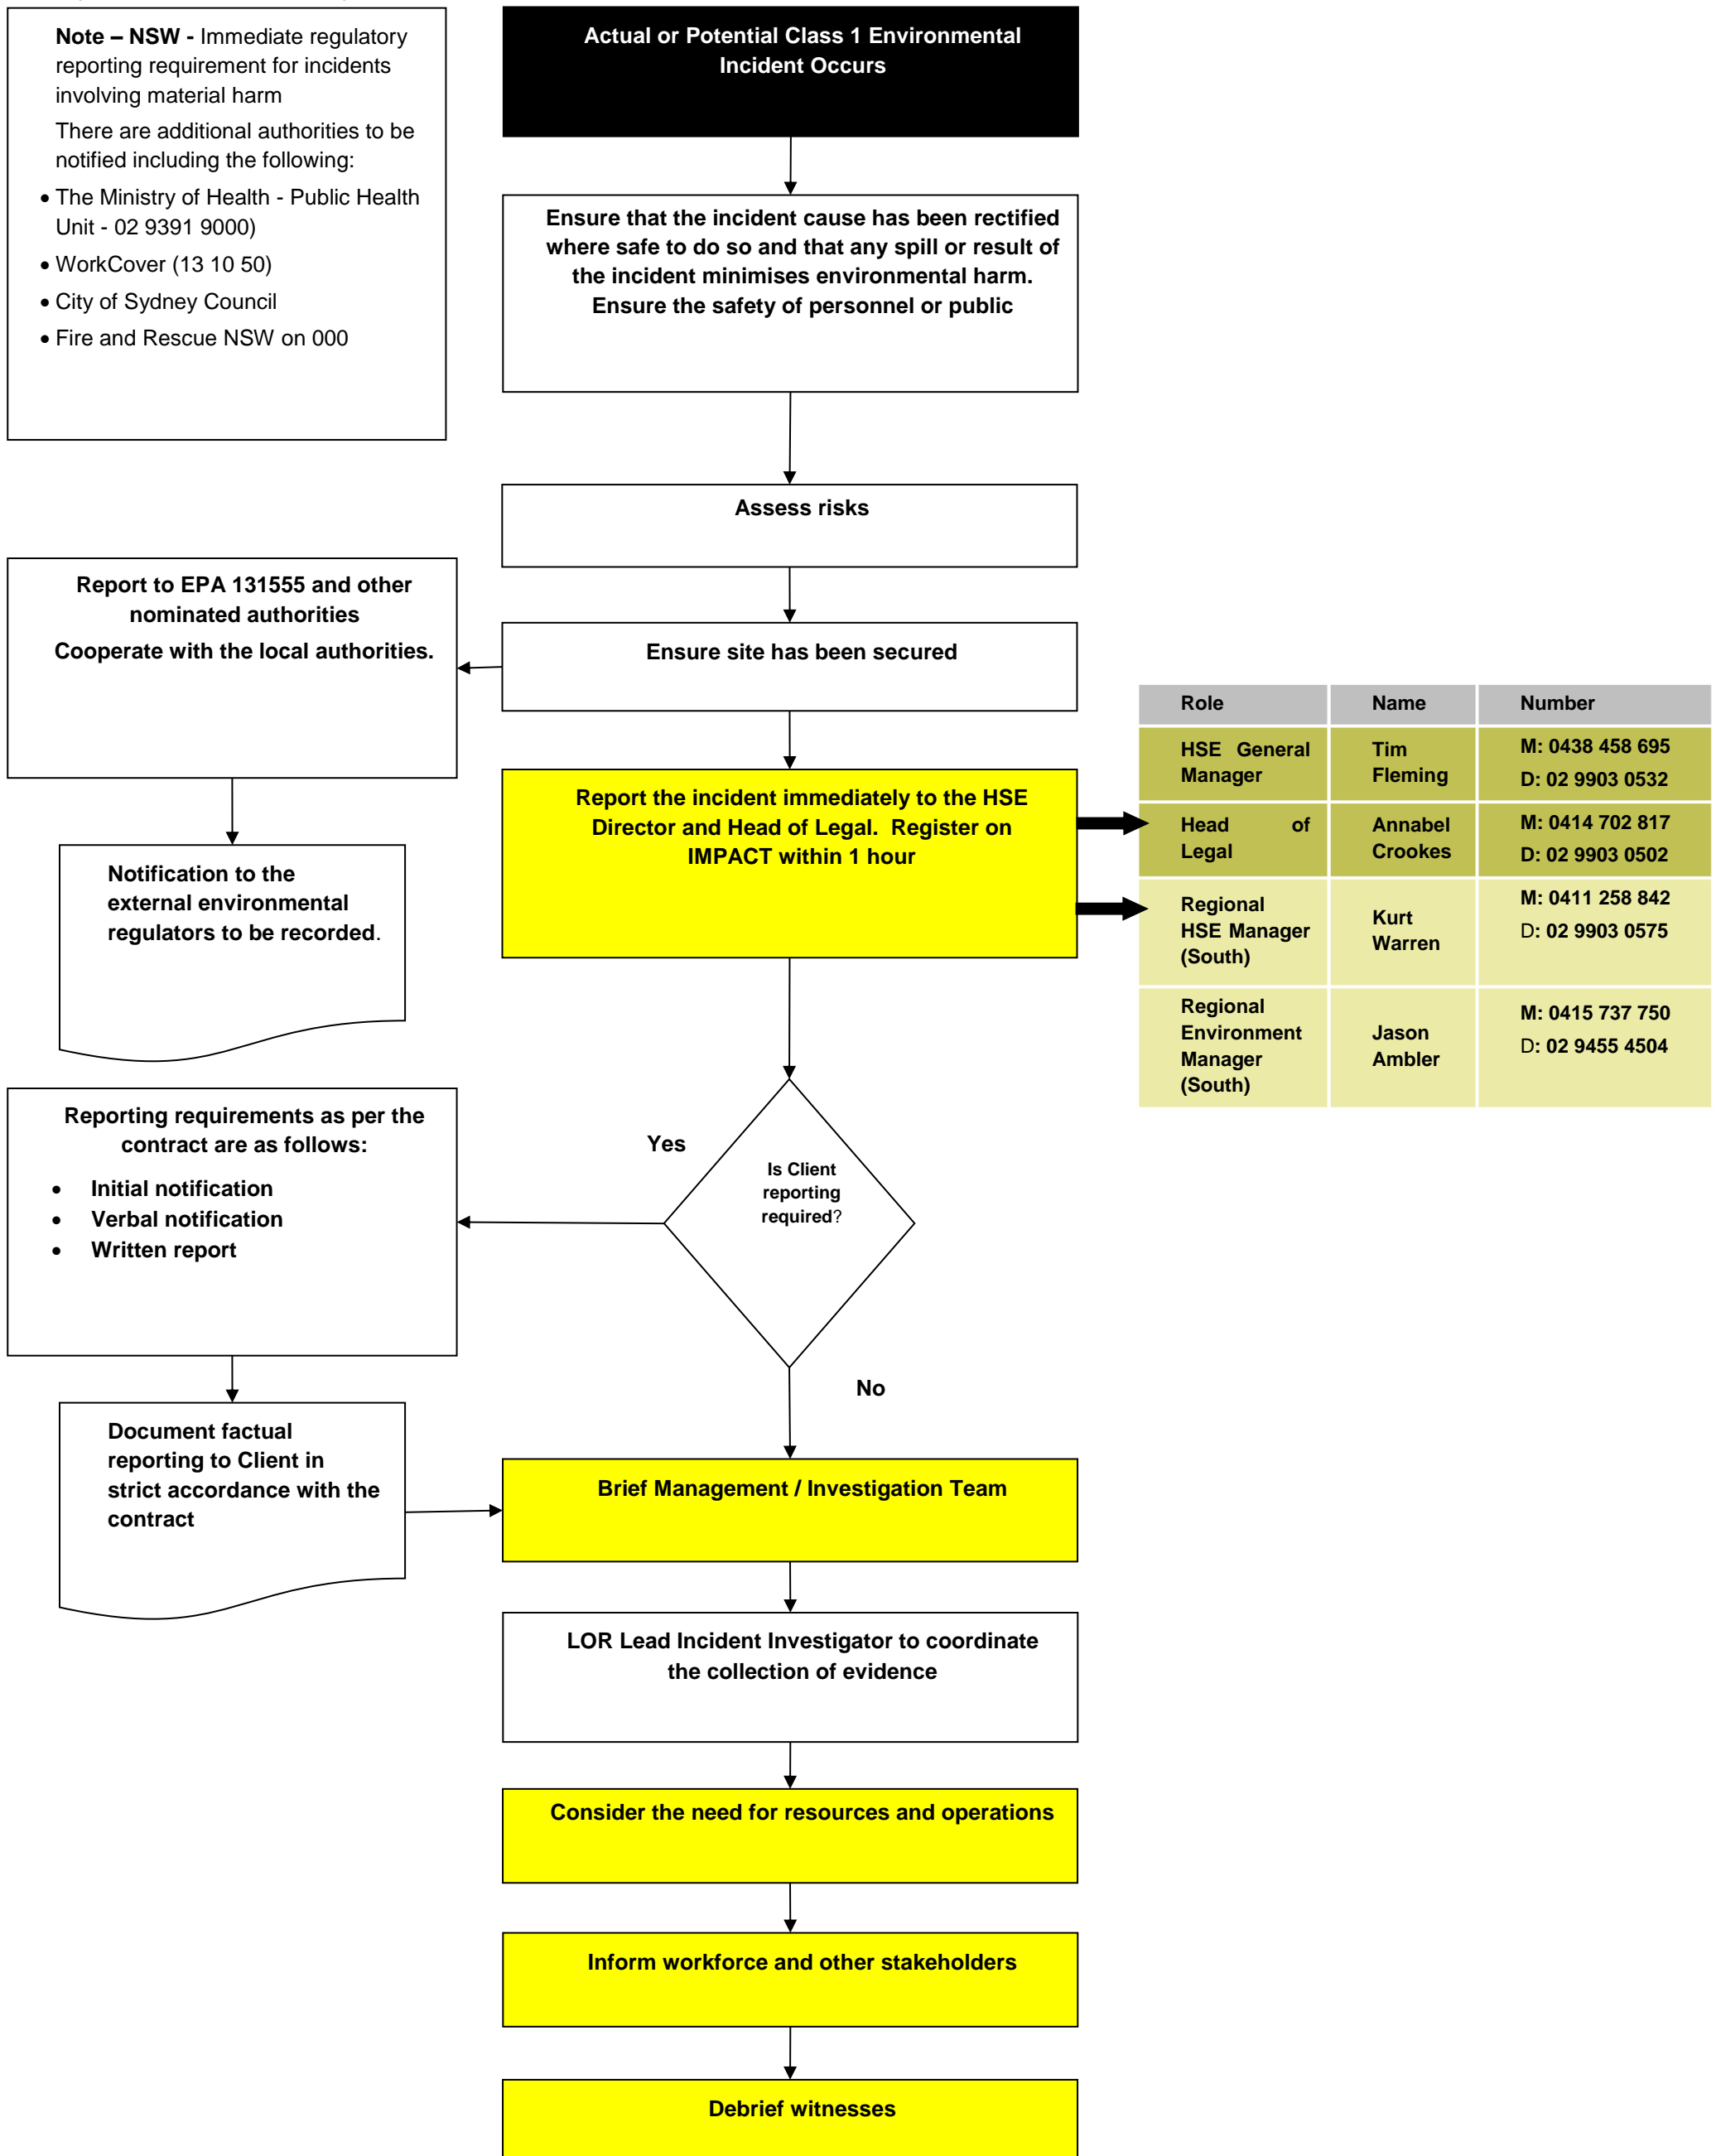 Note – NSW - Immediate regulatory
reporting requirement for incidents
involving material harm
There are additional authorities to be
notified including the following:
• The Ministry of Health - Public Health
Unit - 02 9391 9000)
• WorkCover (13 10 50)
• City of Sydney Council
• Fire and Rescue NSW on 000
Actual or Potential Class 1 Environmental
Incident Occurs
Ensure that the incident cause has been rectified
where safe to do so and that any spill or result of
the incident minimises environmental harm.
Ensure the safety of personnel or public
Assess risks
Ensure site has been secured
Report to EPA 131555 and other
nominated authorities
Cooperate with the local authorities.
Notification to the
external environmental
regulators to be recorded.
Report the incident immediately to the HSE
Director and Head of Legal. Register on
IMPACT within 1 hour
Role Name Number
HSE General
Manager
Tim
Fleming
M: 0438 458 695
D: 02 9903 0532
Head of
Legal
Annabel
Crookes
M: 0414 702 817
D: 02 9903 0502
Regional
HSE Manager
(South)
Kurt
Warren
M: 0411 258 842
D: 02 9903 0575
Regional
Environment
Manager
(South)
Jason
Ambler
M: 0415 737 750
D: 02 9455 4504
Is Client
reporting
required?
Yes
No
Reporting requirements as per the
contract are as follows:
• Initial notification
• Verbal notification
• Written report
Document factual
reporting to Client in
strict accordance with the
contract
Brief Management / Investigation Team
LOR Lead Incident Investigator to coordinate
the collection of evidence
Consider the need for resources and operations
Inform workforce and other stakeholders
Debrief witnesses